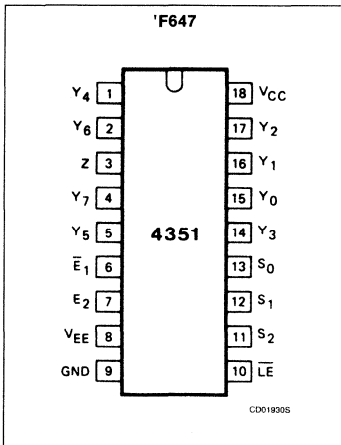 'F647
Y4 1 18 VCC
Y6 2 17 Y2
Z 3 16 Y1
Y7 4 15 Y0
Y5 5 14 Y3
4351
E̅1 6 13 S0
E2 7 12 S1
VEE 8 11 S2
GND 9 10 L̅E̅
CD01930S